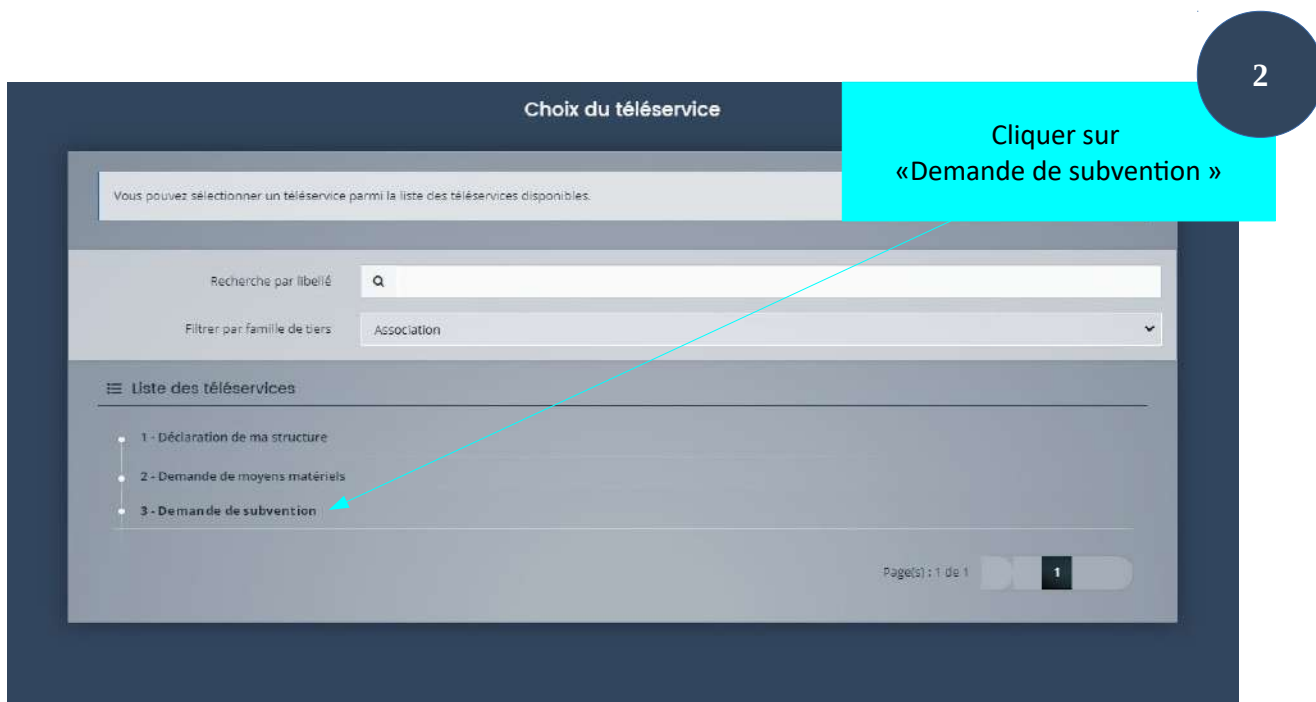 2
Choix du téléservice
Cliquer sur
«Demande de subvention »
Vous pouvez sélectionner un téléservice parmi la liste des téléservices disponibles.
Recherche par libellé
Filtrer par famille de tiers
Association
Liste des téléservices
1 - Déclaration de ma structure
2 - Demande de moyens matériels
3 - Demande de subvention
Page(s) : 1 de 1
1